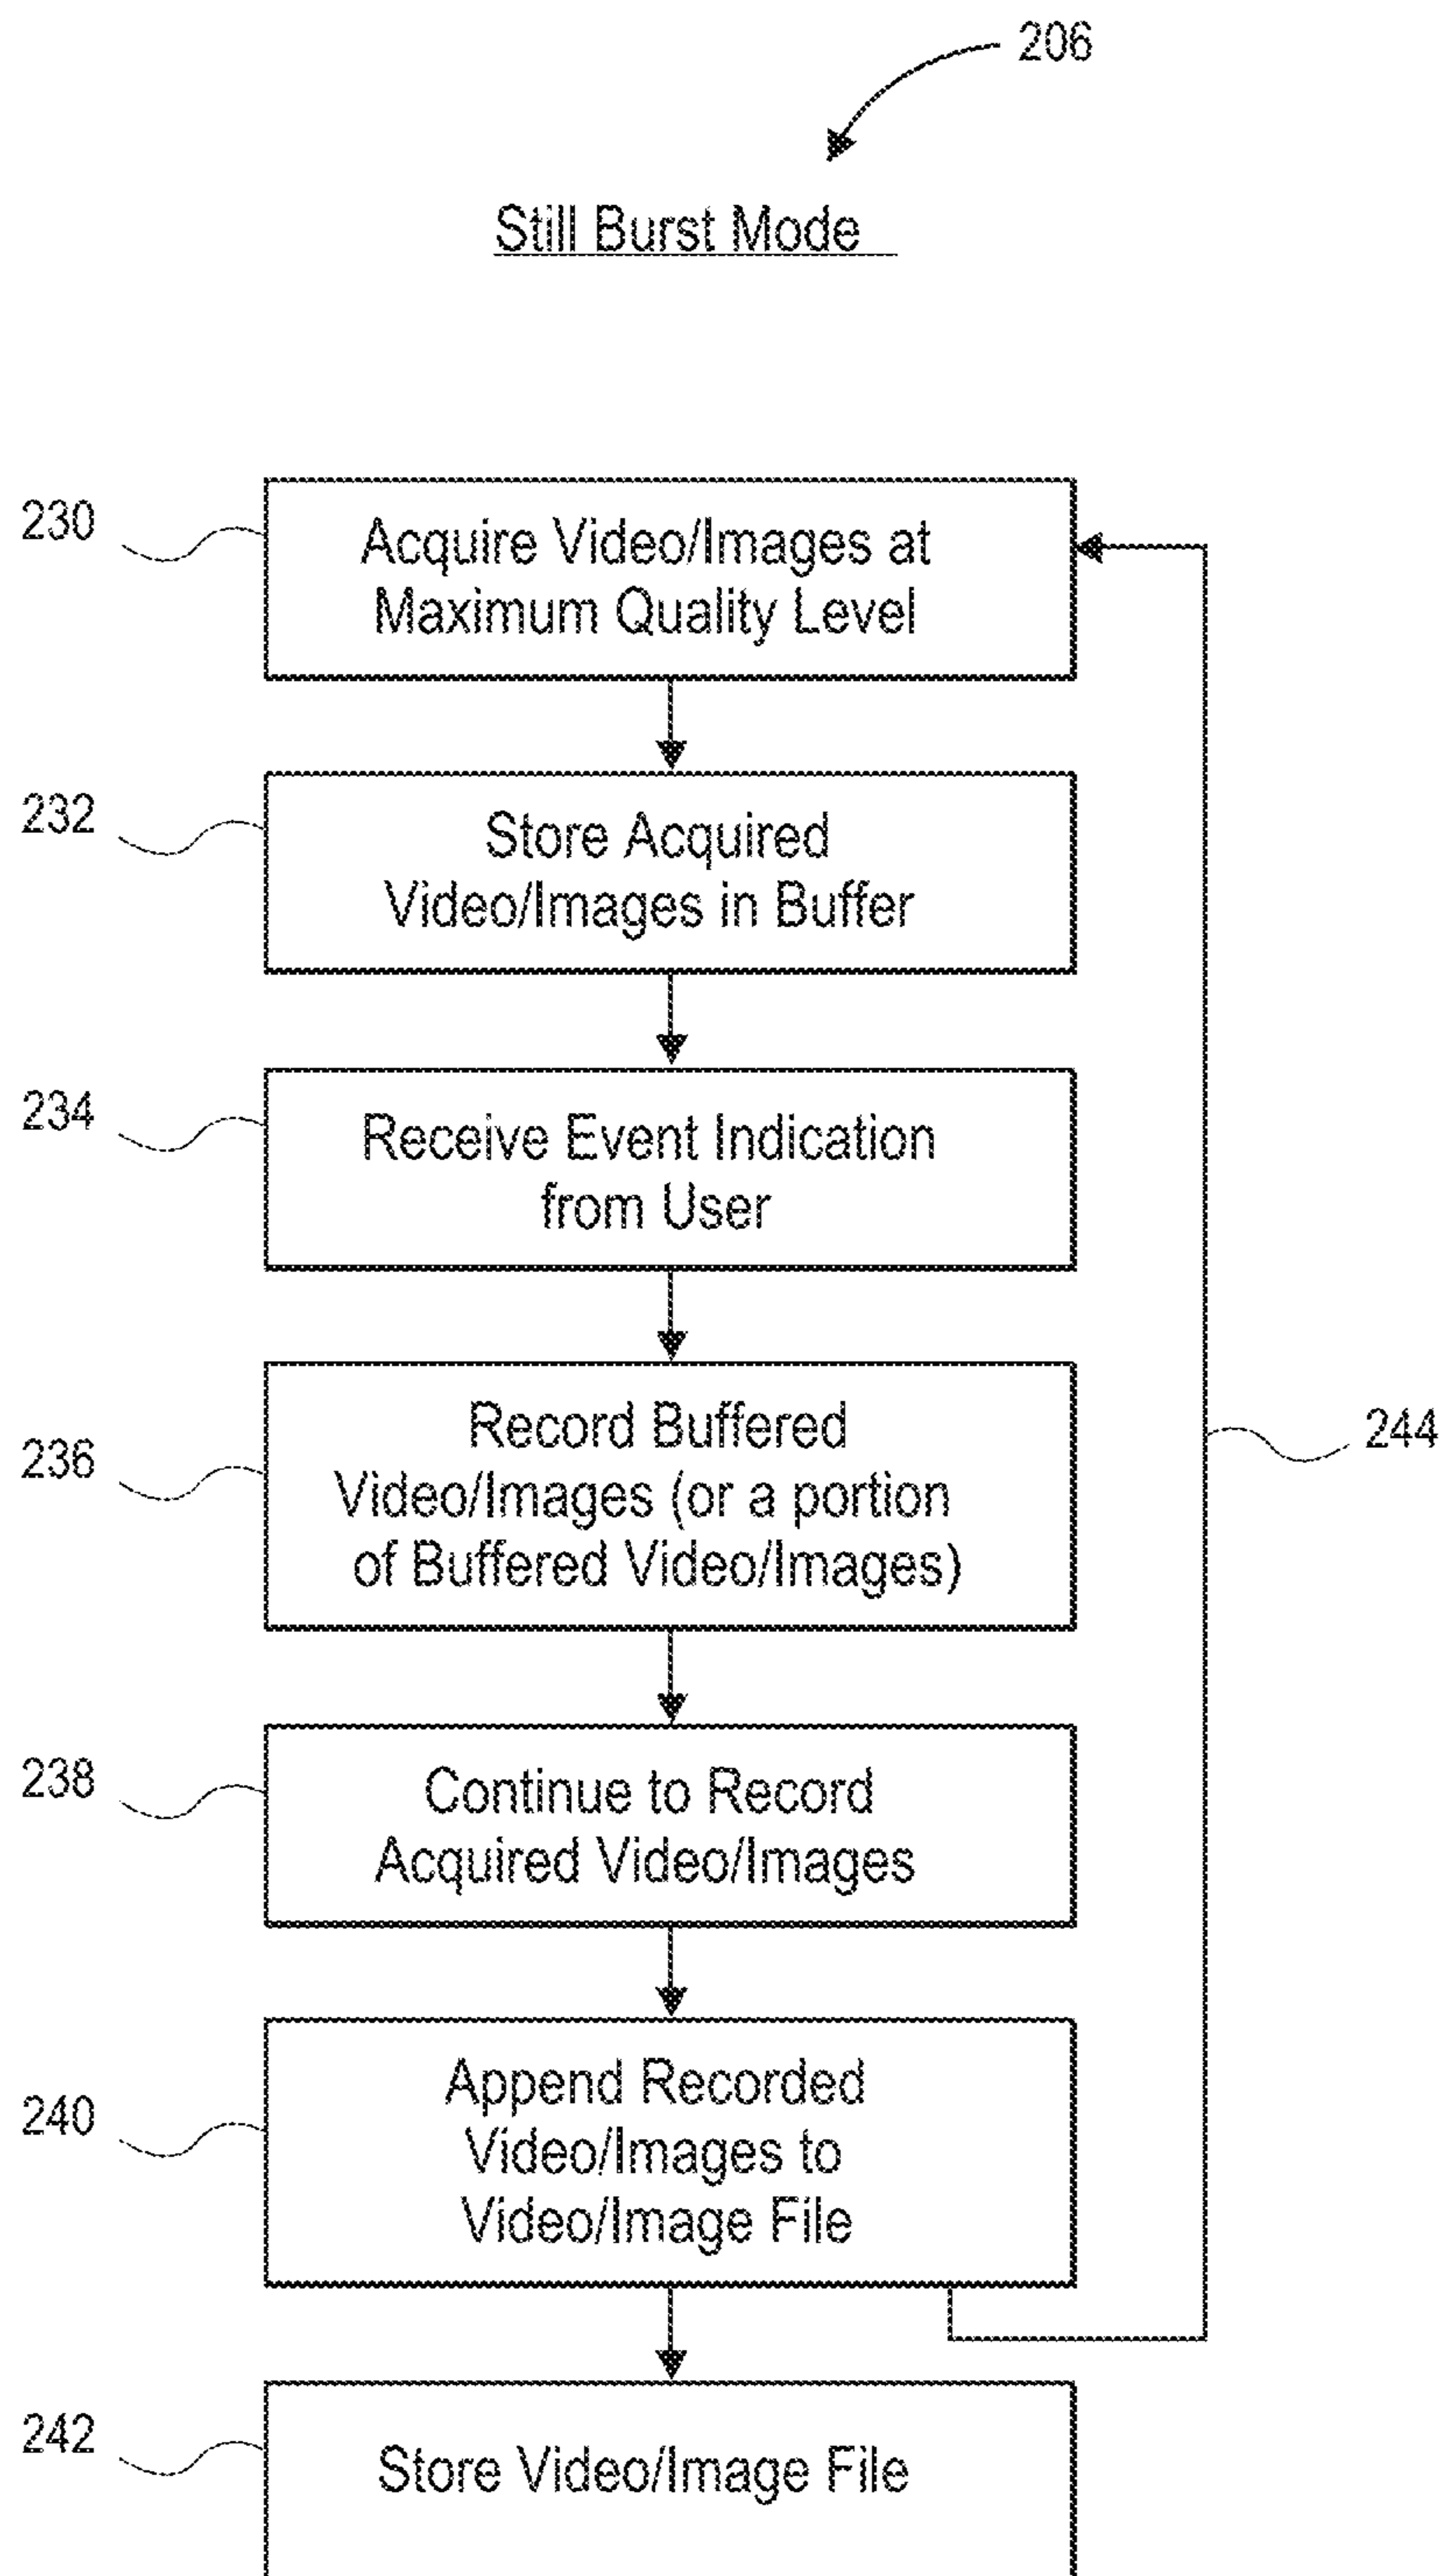 206
Still Burst Mode
230
Acquire Video/Images at
Maximum Quality Level
232
Store Acquired
Video/Images in Buffer
234
Receive Event Indication
from User
236
Record Buffered
Video/Images (or a portion
of Buffered Video/Images)
244
238
Continue to Record
Acquired Video/Images
240
Append Recorded
Video/Images to
Video/Image File
242
Store Video/Image File